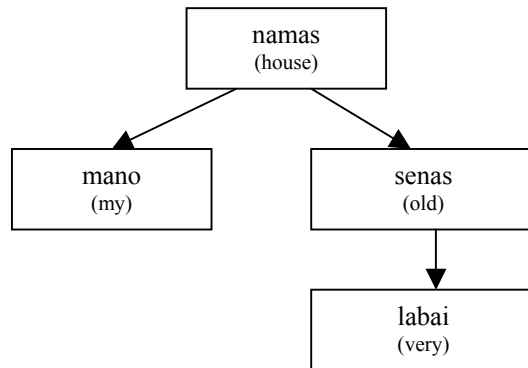 namas
(house)
mano
(my)
senas
(old)
labai
(very)